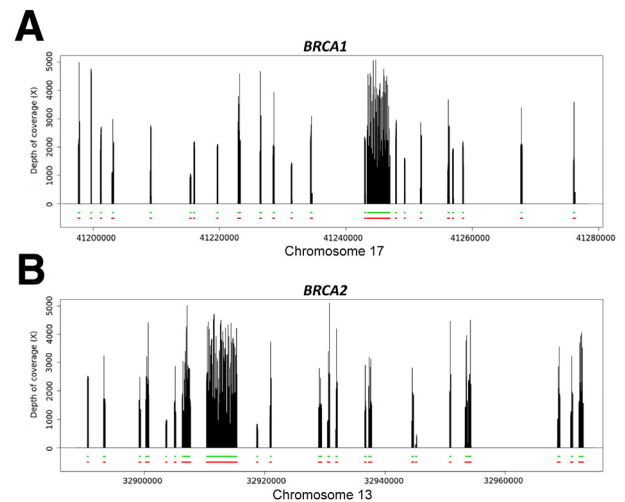 A
BRCA1
Depth of coverage (X)
5000
4000
3000
2000
1000
0
41200000 41220000 41240000 41260000 41280000
Chromosome 17
B
BRCA2
Depth of coverage (X)
5000
4000
3000
2000
1000
0
32900000 32920000 32940000 32960000
Chromosome 13